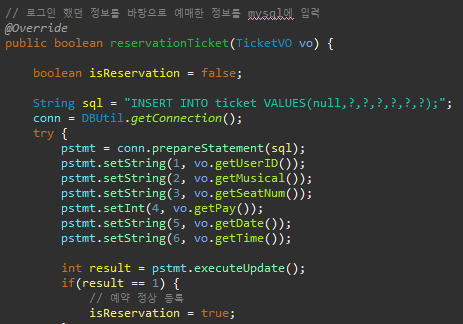 // 로그인 했던 정보를 바탕으로 예매한 정보를 mysql에 입력
@Override
public boolean reservationTicket(TicketVO vo) {
boolean isReservation = false;
String sql = "INSERT INTO ticket VALUES(null,?,?,?,?,?,?);";
conn = DBUtil.getConnection();
try {
pstmt = conn.prepareStatement(sql);
pstmt.setString(1, vo.getUserID());
pstmt.setString(2, vo.getMusical());
pstmt.setString(3, vo.getSeatNum());
pstmt.setInt(4, vo.getPay());
pstmt.setString(5, vo.getDate());
pstmt.setString(6, vo.getTime());
int result = pstmt.executeUpdate();
if(result == 1) {
// 예약 정상 등록
isReservation = true;